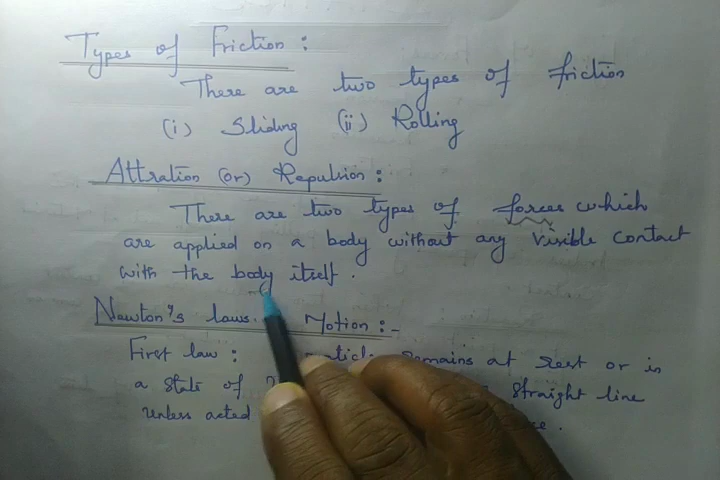 Types of Friction :
There are two types of friction
(i) Sliding (ii) Rolling
Attration (or) Repulsion :
There are two types of forces which
are applied on a body without any visible contact
with the body itself .
Newton's laws. Motion :-
First law : remains at rest or in
a state of straight line
unless acted